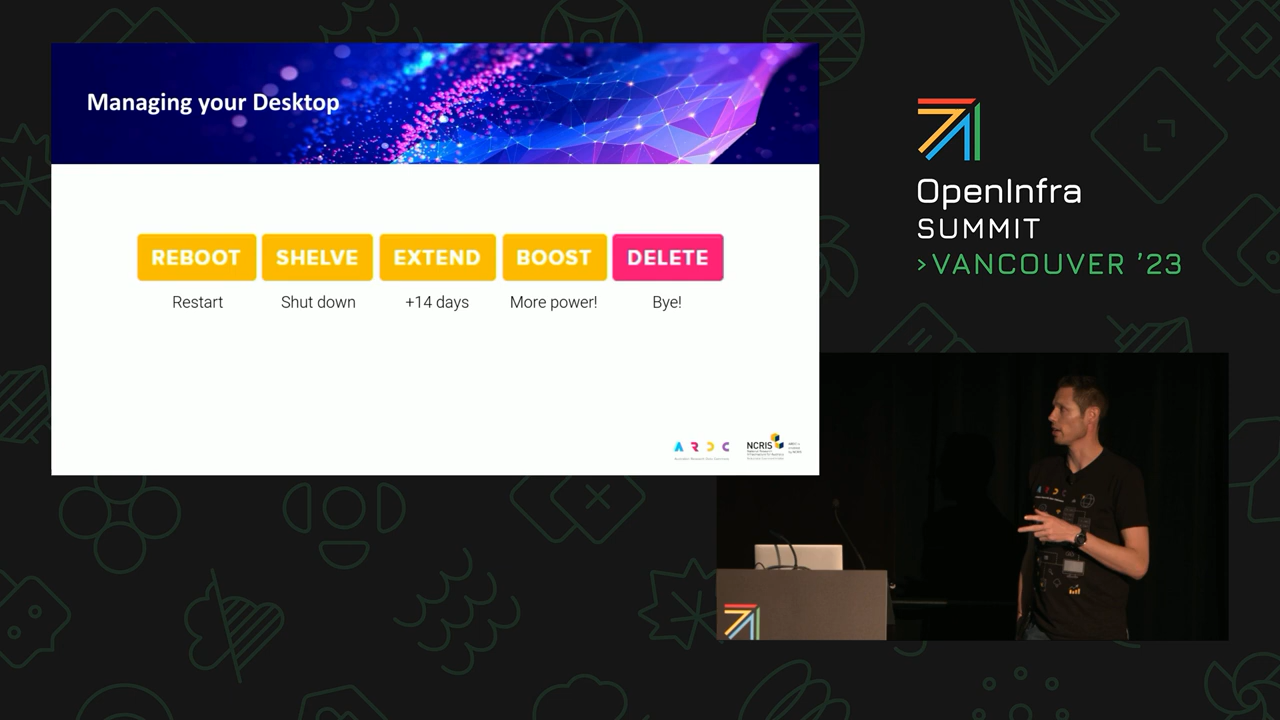 Managing your Desktop
REBOOT SHELVE EXTEND BOOST DELETE
Restart Shut down +14 days More power! Bye!
ARDC
NCRIS
OpenInfra
SUMMIT
>VANCOUVER ’23
ARDC